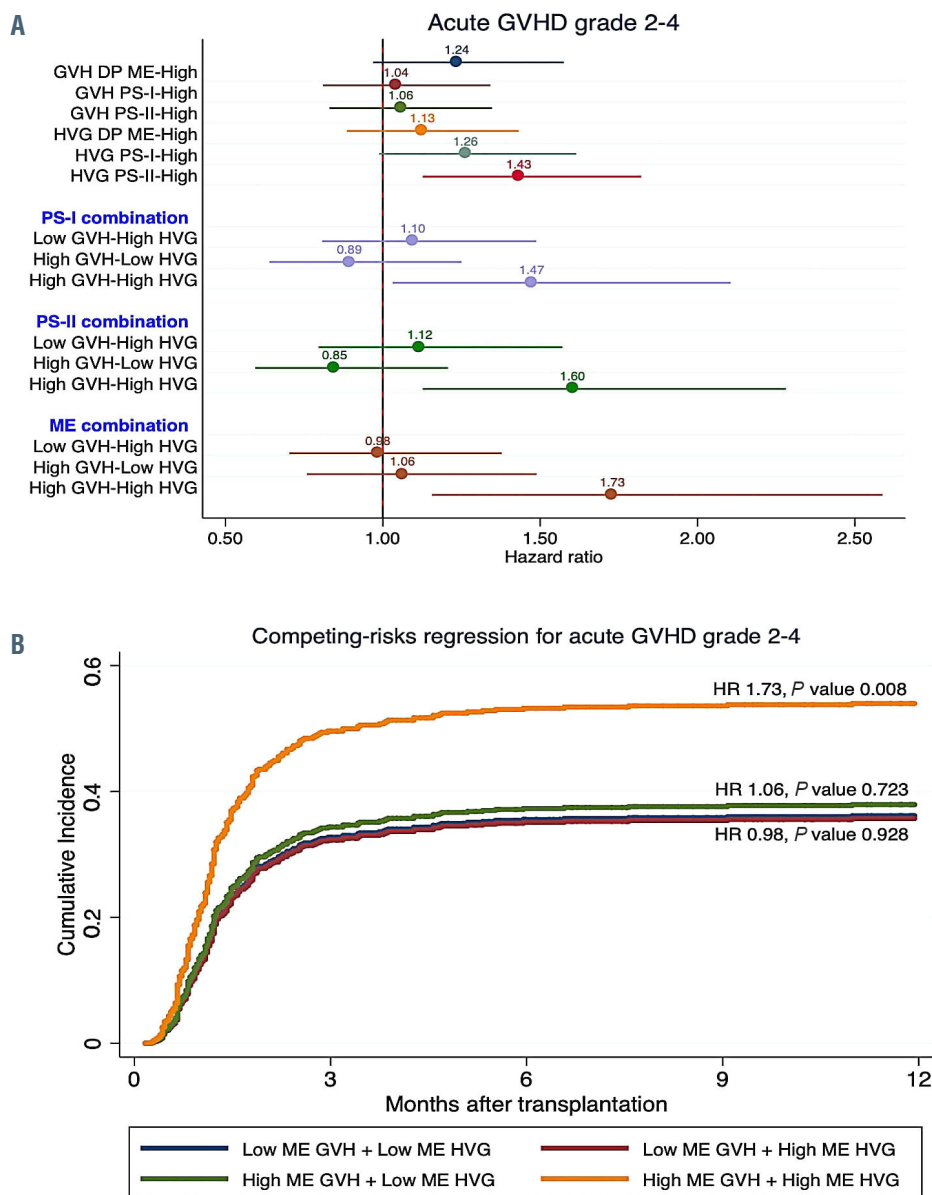 A
Acute GVHD grade 2-4
1.24
GVH DP ME-High
1.04
GVH PS-I-High
1.06
GVH PS-II-High
1.13
HVG DP ME-High
1.26
HVG PS-I-High
1.43
HVG PS-II-High
PS-I combination
1.10
Low GVH-High HVG
0.89
High GVH-Low HVG
1.47
High GVH-High HVG
PS-II combination
1.12
Low GVH-High HVG
0.85
High GVH-Low HVG
1.60
High GVH-High HVG
ME combination
0.98
Low GVH-High HVG
1.06
High GVH-Low HVG
1.73
High GVH-High HVG
0.50 1.00 1.50 2.00 2.50
Hazard ratio
B
Competing-risks regression for acute GVHD grade 2-4
0.6
HR 1.73, P value 0.008
0.4
HR 1.06, P value 0.723
HR 0.98, P value 0.928
Cumulative Incidence
0.2
0
0 3 6 9 12
Months after transplantation
Low ME GVH + Low ME HVG Low ME GVH + High ME HVG
High ME GVH + Low ME HVG High ME GVH + High ME HVG